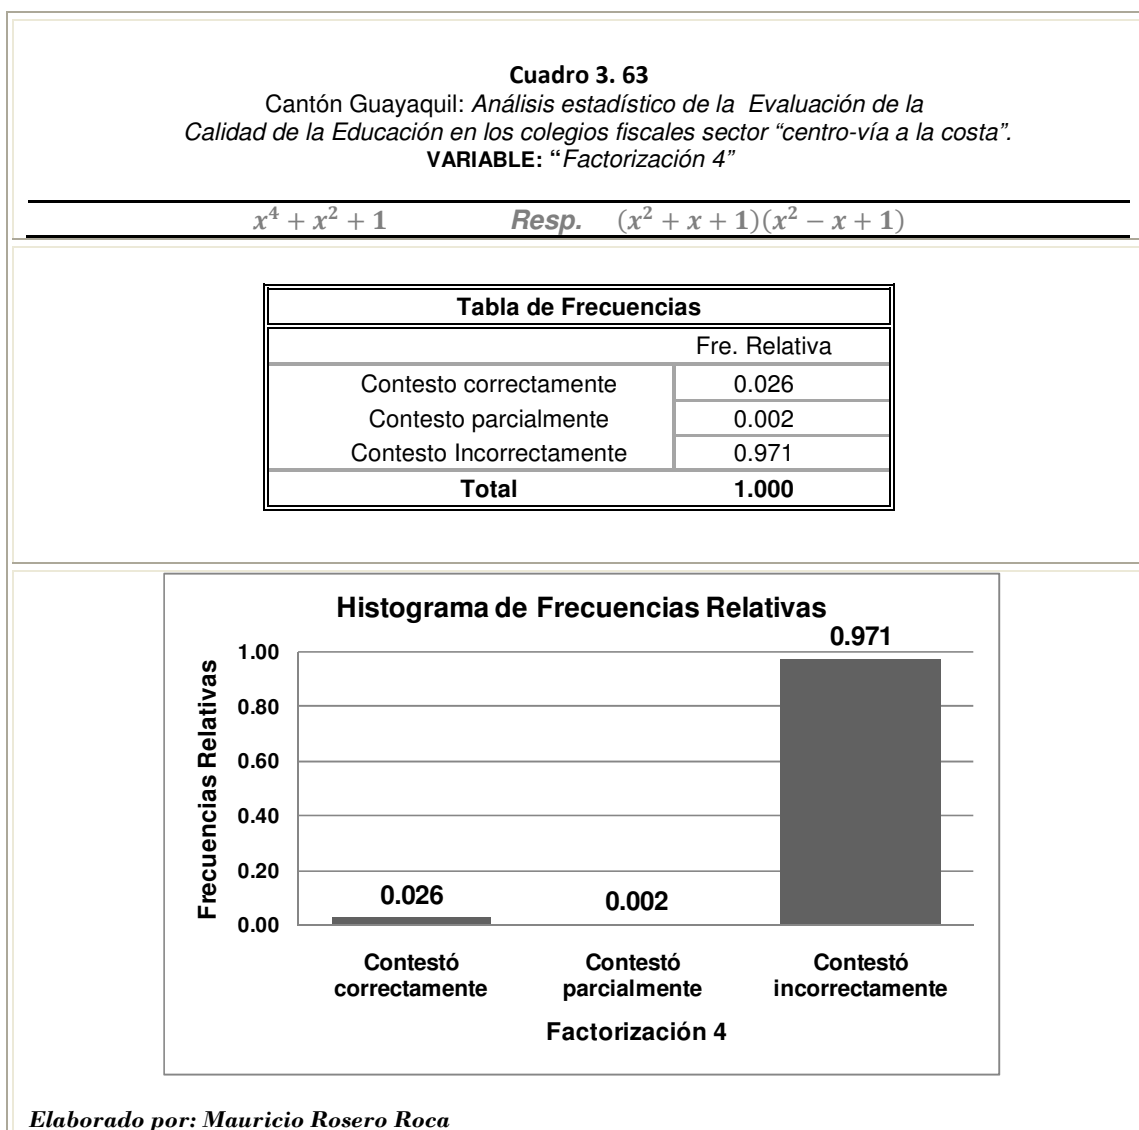 Cuadro 3. 63
Cantón Guayaquil: Análisis estadístico de la Evaluación de la
Calidad de la Educación en los colegios fiscales sector “centro-vía a la costa”.
VARIABLE: “Factorización 4”
x⁴ + x² + 1 Resp. (x² + x + 1)(x² − x + 1)
Tabla de Frecuencias
Fre. Relativa
Contesto correctamente 0.026
Contesto parcialmente 0.002
Contesto Incorrectamente 0.971
Total 1.000
Histograma de Frecuencias Relativas
Frecuencias Relativas
1.00
0.80
0.60
0.40
0.20
0.00
0.026
0.002
0.971
Contestó
correctamente
Contestó
parcialmente
Contestó
incorrectamente
Factorización 4
Elaborado por: Mauricio Rosero Roca